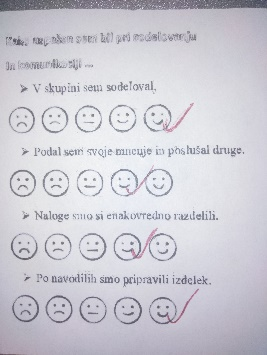 Kako uspešen sem bil pri sodelovanju
in komunikaciji ...
➢ V skupini sem sodeloval.
➢ Podal sem svoje mnenje in poslušal druge.
➢ Naloge smo si enakovredno razdelili.
➢ Po navodilih smo pripravili izdelek.